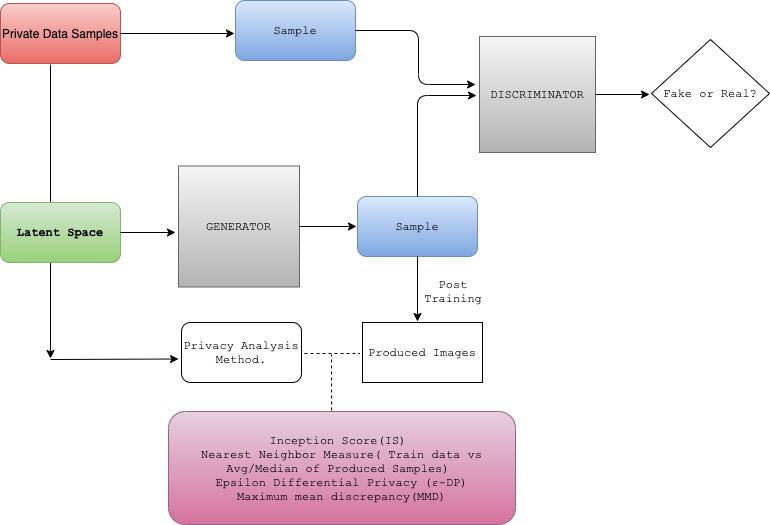 Private Data Samples
Sample
DISCRIMINATOR
Fake or Real?
Latent Space
GENERATOR
Sample
Post
Training
Privacy Analysis
Method.
Produced Images
Inception Score(IS)
Nearest Neighbor Measure( Train data vs
Avg/Median of Produced Samples)
Epsilon Differential Privacy (ε-DP)
Maximum mean discrepancy(MMD)